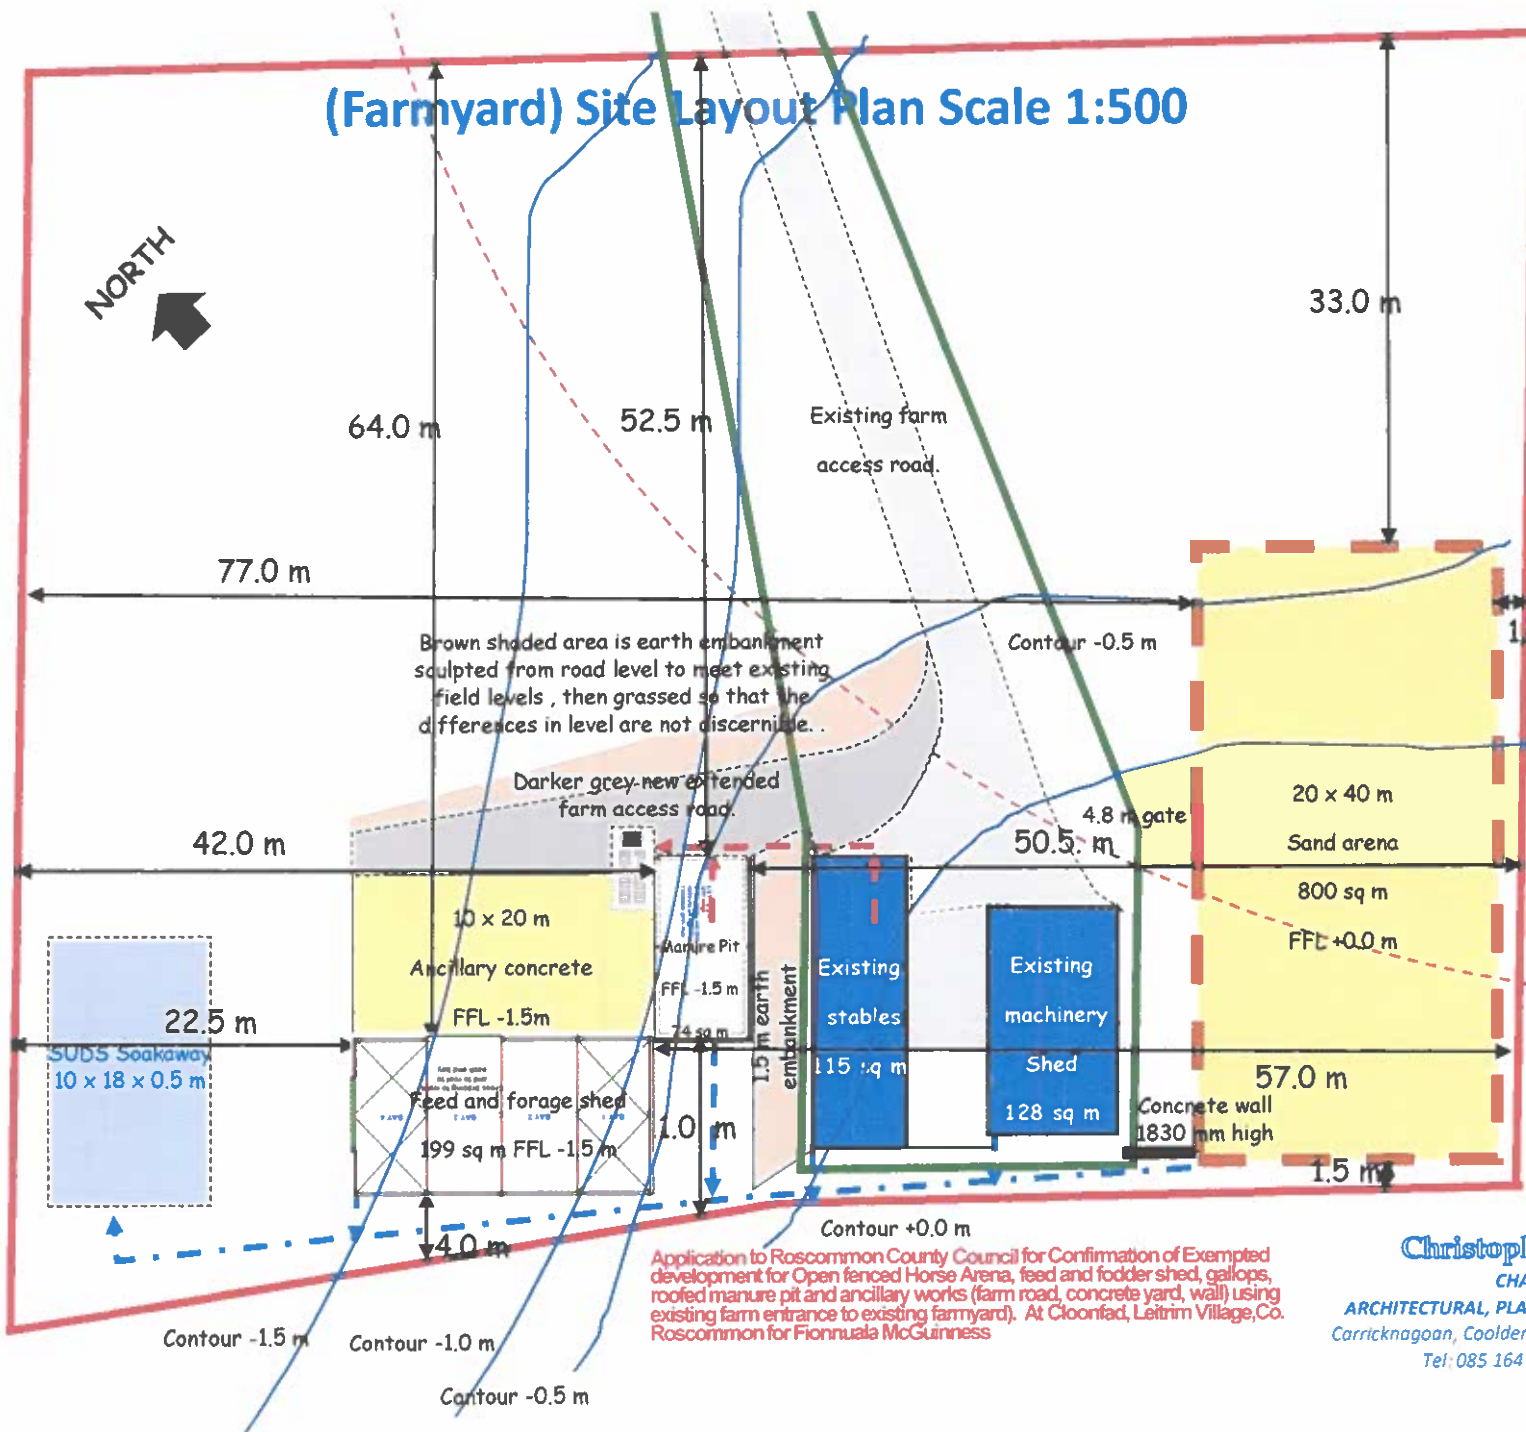 (Farmyard) Site Layout Plan Scale 1:500
NORTH
33.0 m
64.0 m
52.5 m
Existing farm
access road.
77.0 m
1.
Brown shaded area is earth embankment
sculpted from road level to meet existing
field levels , then grassed so that the
differences in level are not discernible. .
Contour -0.5 m
Darker grey new extended
farm access road.
4.8 m gate
20 x 40 m
Sand arena
800 sq m
FFL +0.0 m
42.0 m
50.5. m
10 x 20 m
Ancillary concrete
FFL -1.5m
Manure Pit
FFL -1.5 m
74 sq m
1.5 m earth
embankment
Existing
stables
115 sq m
Existing
machinery
Shed
128 sq m
22.5 m
SUDS Soakaway
10 x 18 x 0.5 m
57.0 m
Feed and forage shed
199 sq m FFL -1.5 m
1.0 m
Concrete wall
1830 mm high
1.5 m
4.0 m
Contour +0.0 m
Application to Roscommon County Council for Confirmation of Exempted
development for Open fenced Horse Arena, feed and fodder shed, gallops,
roofed manure pit and ancillary works (farm road, concrete yard, wall) using
existing farm entrance to existing farmyard). At Cloonfad, Leitrim Village,Co.
Roscommon for Fionnuala McGuinness
Christoph
CHA
ARCHITECTURAL, PLA
Carricknagoan, Coolder
Tel: 085 164
Contour -1.5 m
Contour -1.0 m
Contour -0.5 m